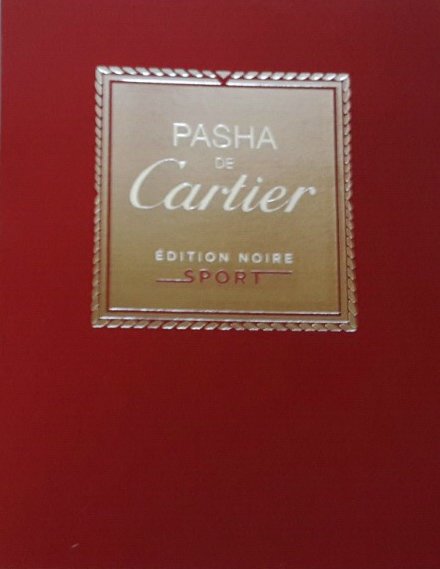 PASHA
DE
Cartier
ÉDITION NOIRE
SPORT